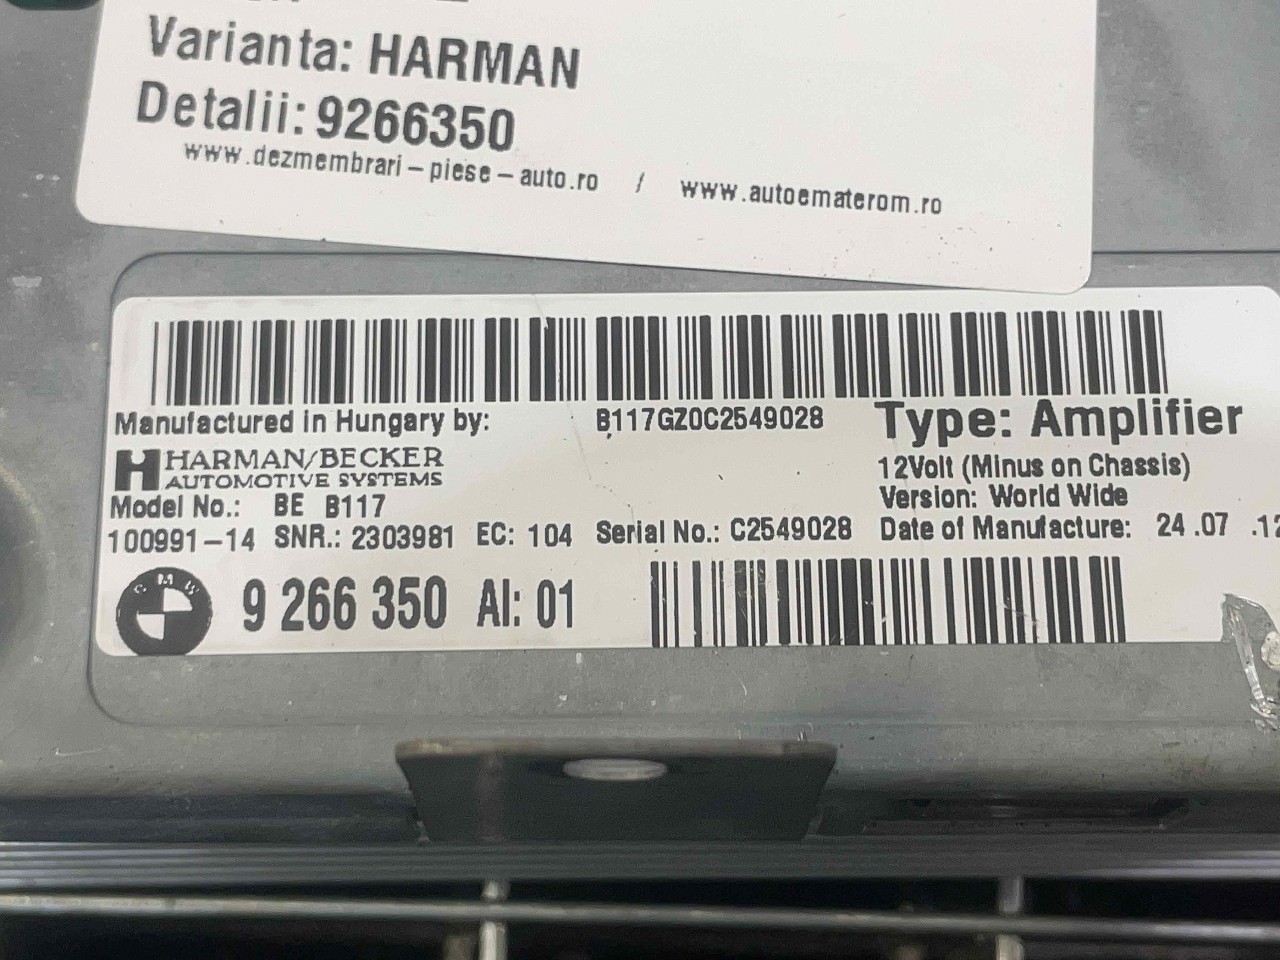 Varianta: HARMAN
Detalii: 9266350
www.dezmembrari-piese-auto.ro / www.autoematerom.ro
Manufactured in Hungary by: B117GZ0C2549028 Type: Amplifier
HARMAN/BECKER
AUTOMOTIVE SYSTEMS
12Volt (Minus on Chassis)
Model No.: BE B117 Version: World Wide
100991-14 SNR.: 2303981 EC: 104 Serial No.: C2549028 Date of Manufacture: 24.07.12
BMW 9 266 350 AI: 01